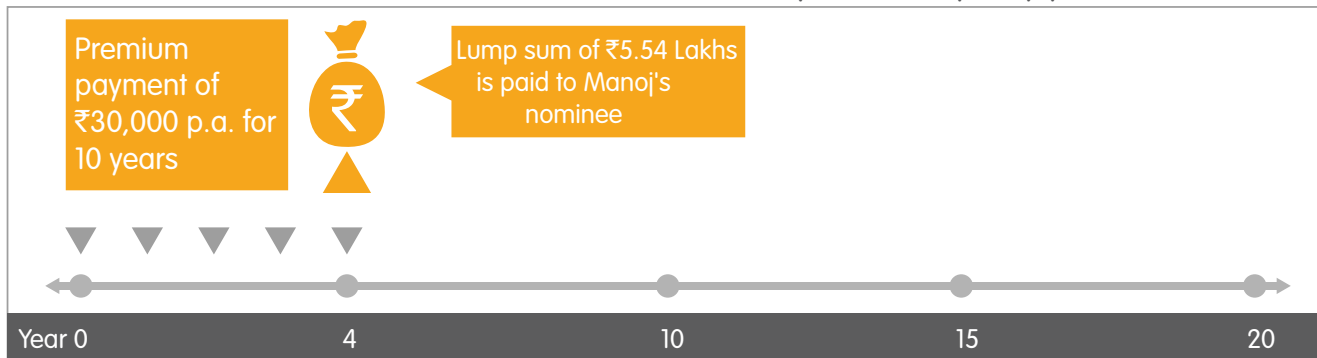 Premium
payment of
₹30,000 p.a. for
10 years
₹
Lump sum of ₹5.54 Lakhs
is paid to Manoj's
nominee
Year 0 4 10 15 20